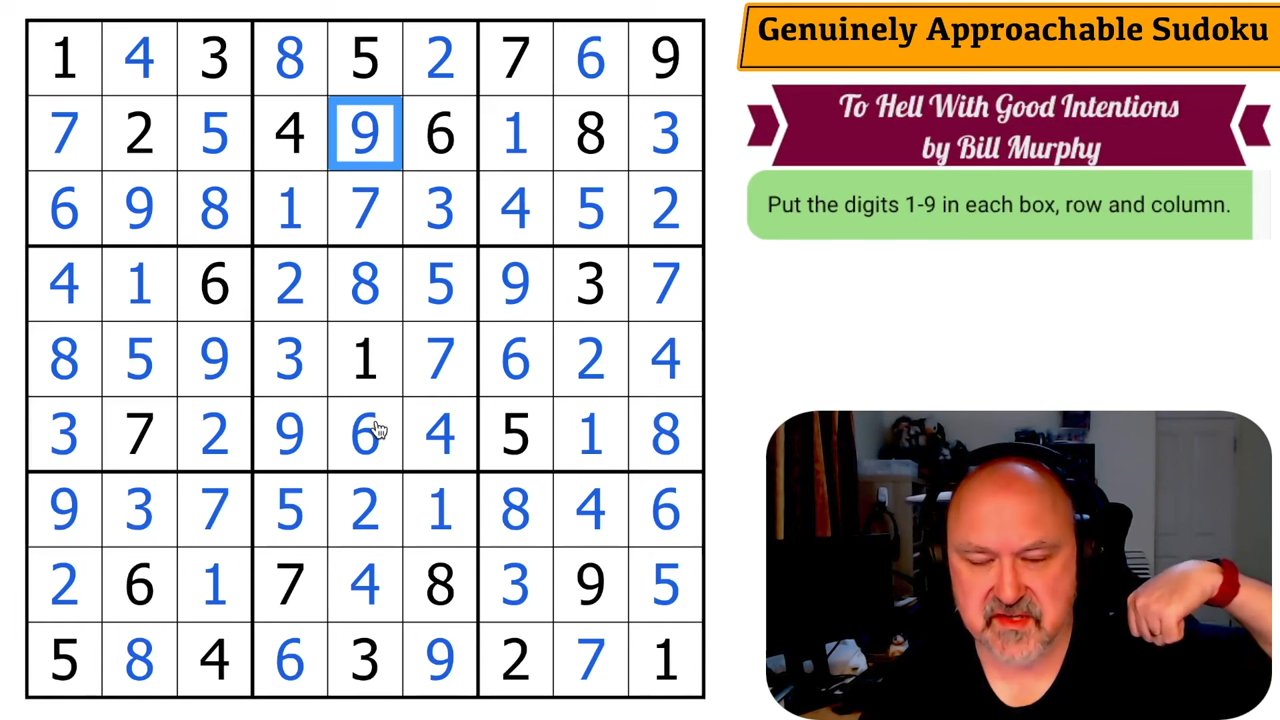 Genuinely Approachable Sudoku
To Hell With Good Intentions
by Bill Murphy
Put the digits 1-9 in each box, row and column.
1 4 3 8 5 2 7 6 9
7 2 5 4 9 6 1 8 3
6 9 8 1 7 3 4 5 2
4 1 6 2 8 5 9 3 7
8 5 9 3 1 7 6 2 4
3 7 2 9 6 4 5 1 8
9 3 7 5 2 1 8 4 6
2 6 1 7 4 8 3 9 5
5 8 4 6 3 9 2 7 1